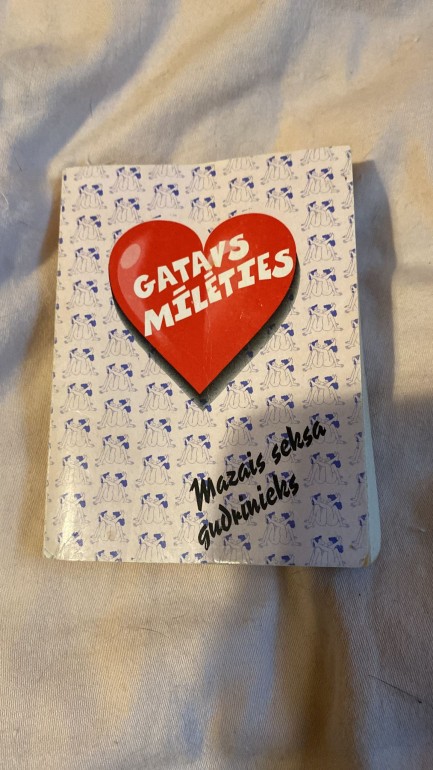 GATAVS
MĪLĒTIES
Mazais seksa
gudrinieks